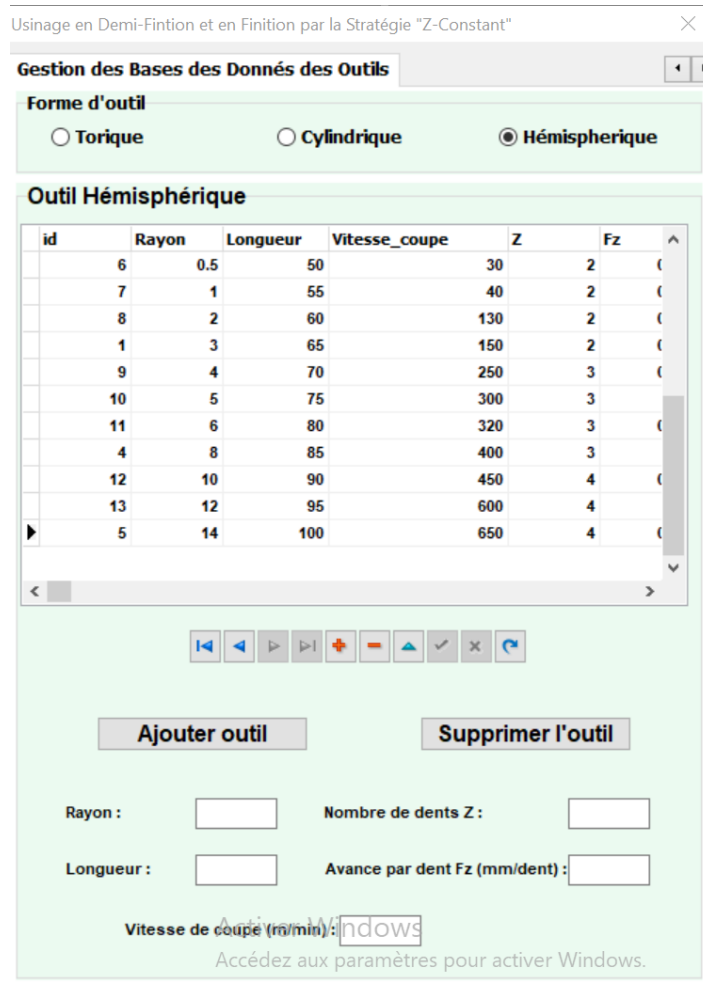 Usinage en Demi-Fintion et en Finition par la Stratégie "Z-Constant"
Gestion des Bases des Donnés des Outils
Forme d'outil
Torique Cylindrique Hémispherique
Outil Hémisphérique
id Rayon Longueur Vitesse_coupe Z Fz
6 0.5 50 30 2
7 1 55 40 2
8 2 60 130 2
1 3 65 150 2
9 4 70 250 3
10 5 75 300 3
11 6 80 320 3
4 8 85 400 3
12 10 90 450 4
13 12 95 600 4
5 14 100 650 4
Ajouter outil Supprimer l'outil
Rayon : Nombre de dents Z :
Longueur : Avance par dent Fz (mm/dent) :
Vitesse de coupe (m/min) :
Activer Windows
Accédez aux paramètres pour activer Windows.